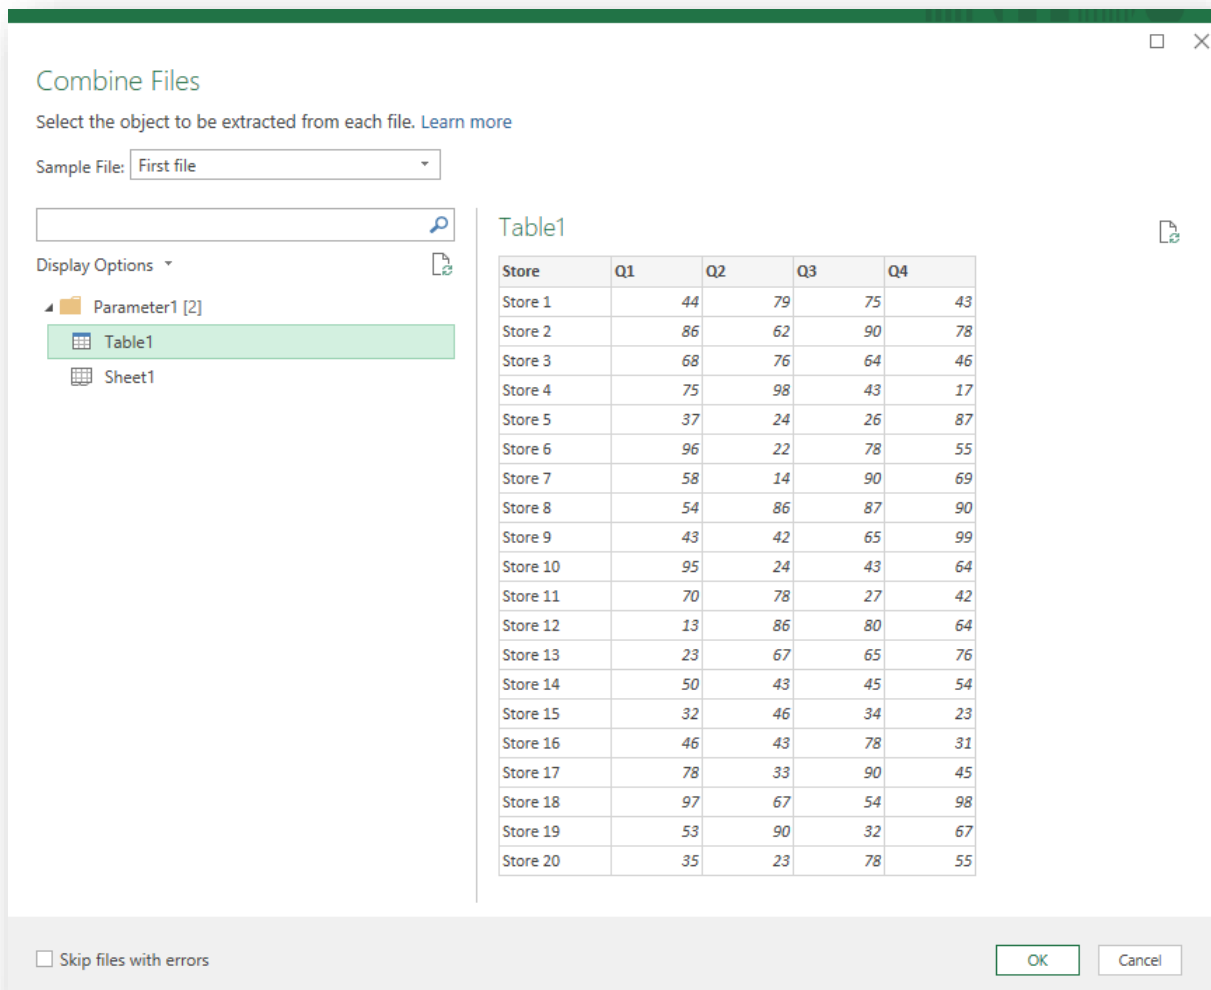 Combine Files
Select the object to be extracted from each file. Learn more
Sample File: First file
Display Options
Parameter1 [2]
Table1
Sheet1
Table1
Store Q1 Q2 Q3 Q4
Store 1 44 79 75 43
Store 2 86 62 90 78
Store 3 68 76 64 46
Store 4 75 98 43 17
Store 5 37 24 26 87
Store 6 96 22 78 55
Store 7 58 14 90 69
Store 8 54 86 87 90
Store 9 43 42 65 99
Store 10 95 24 43 64
Store 11 70 78 27 42
Store 12 13 86 80 64
Store 13 23 67 65 76
Store 14 50 43 45 54
Store 15 32 46 34 23
Store 16 46 43 78 31
Store 17 78 33 90 45
Store 18 97 67 54 98
Store 19 53 90 32 67
Store 20 35 23 78 55
Skip files with errors
OK Cancel